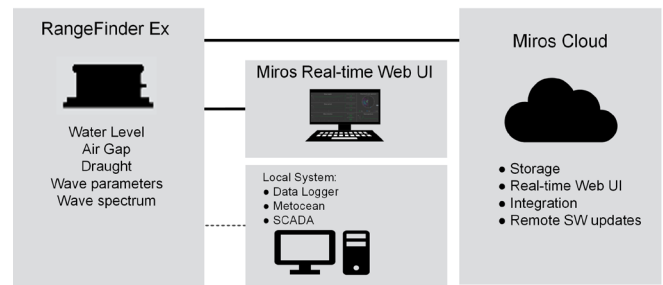 RangeFinder Ex
Water Level
Air Gap
Draught
Wave parameters
Wave spectrum
Miros Real-time Web UI
Local System:
● Data Logger
● Metocean
● SCADA
Miros Cloud
● Storage
● Real-time Web UI
● Integration
● Remote SW updates